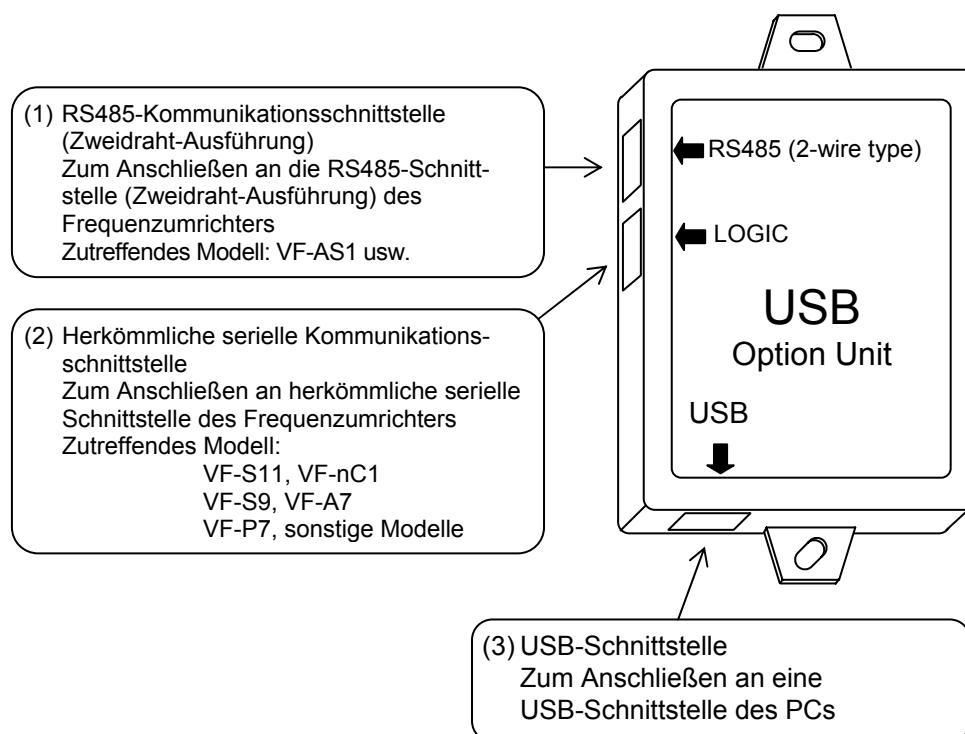 (1) RS485-Kommunikationsschnittstelle
(Zweidraht-Ausführung)
Zum Anschließen an die RS485-Schnitt-
stelle (Zweidraht-Ausführung) des
Frequenzumrichters
Zutreffendes Modell: VF-AS1 usw.
(2) Herkömmliche serielle Kommunikations-
schnittstelle
Zum Anschließen an herkömmliche serielle
Schnittstelle des Frequenzumrichters
Zutreffendes Modell:
VF-S11, VF-nC1
VF-S9, VF-A7
VF-P7, sonstige Modelle
RS485 (2-wire type)
LOGIC
USB
Option Unit
USB
(3) USB-Schnittstelle
Zum Anschließen an eine
USB-Schnittstelle des PCs